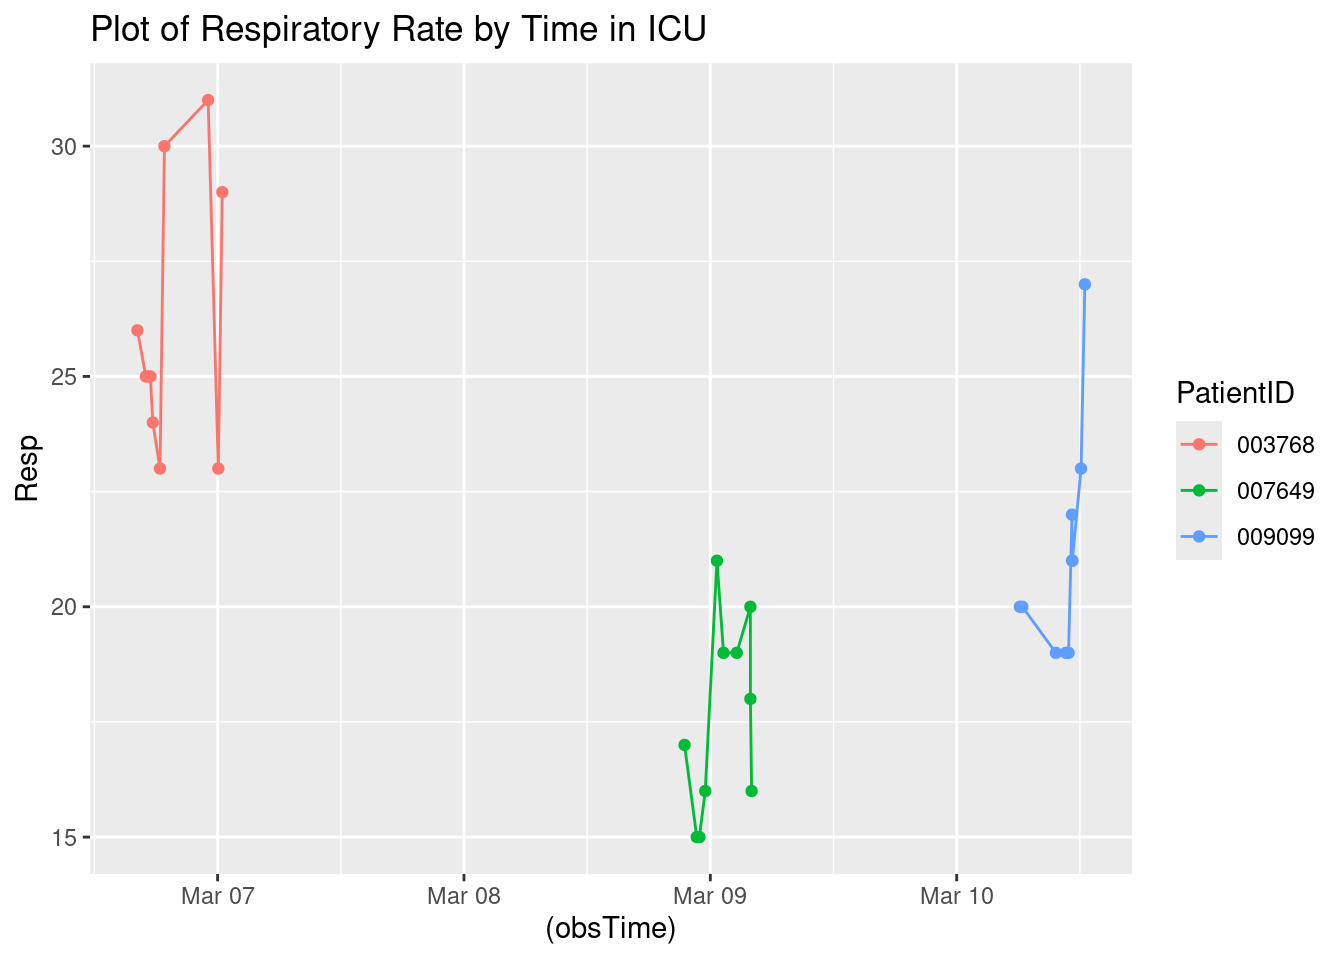 Plot of Respiratory Rate by Time in ICU
30
25
20
15
Resp
Mar 07
Mar 08
Mar 09
Mar 10
(obsTime)
PatientID
003768
007649
009099